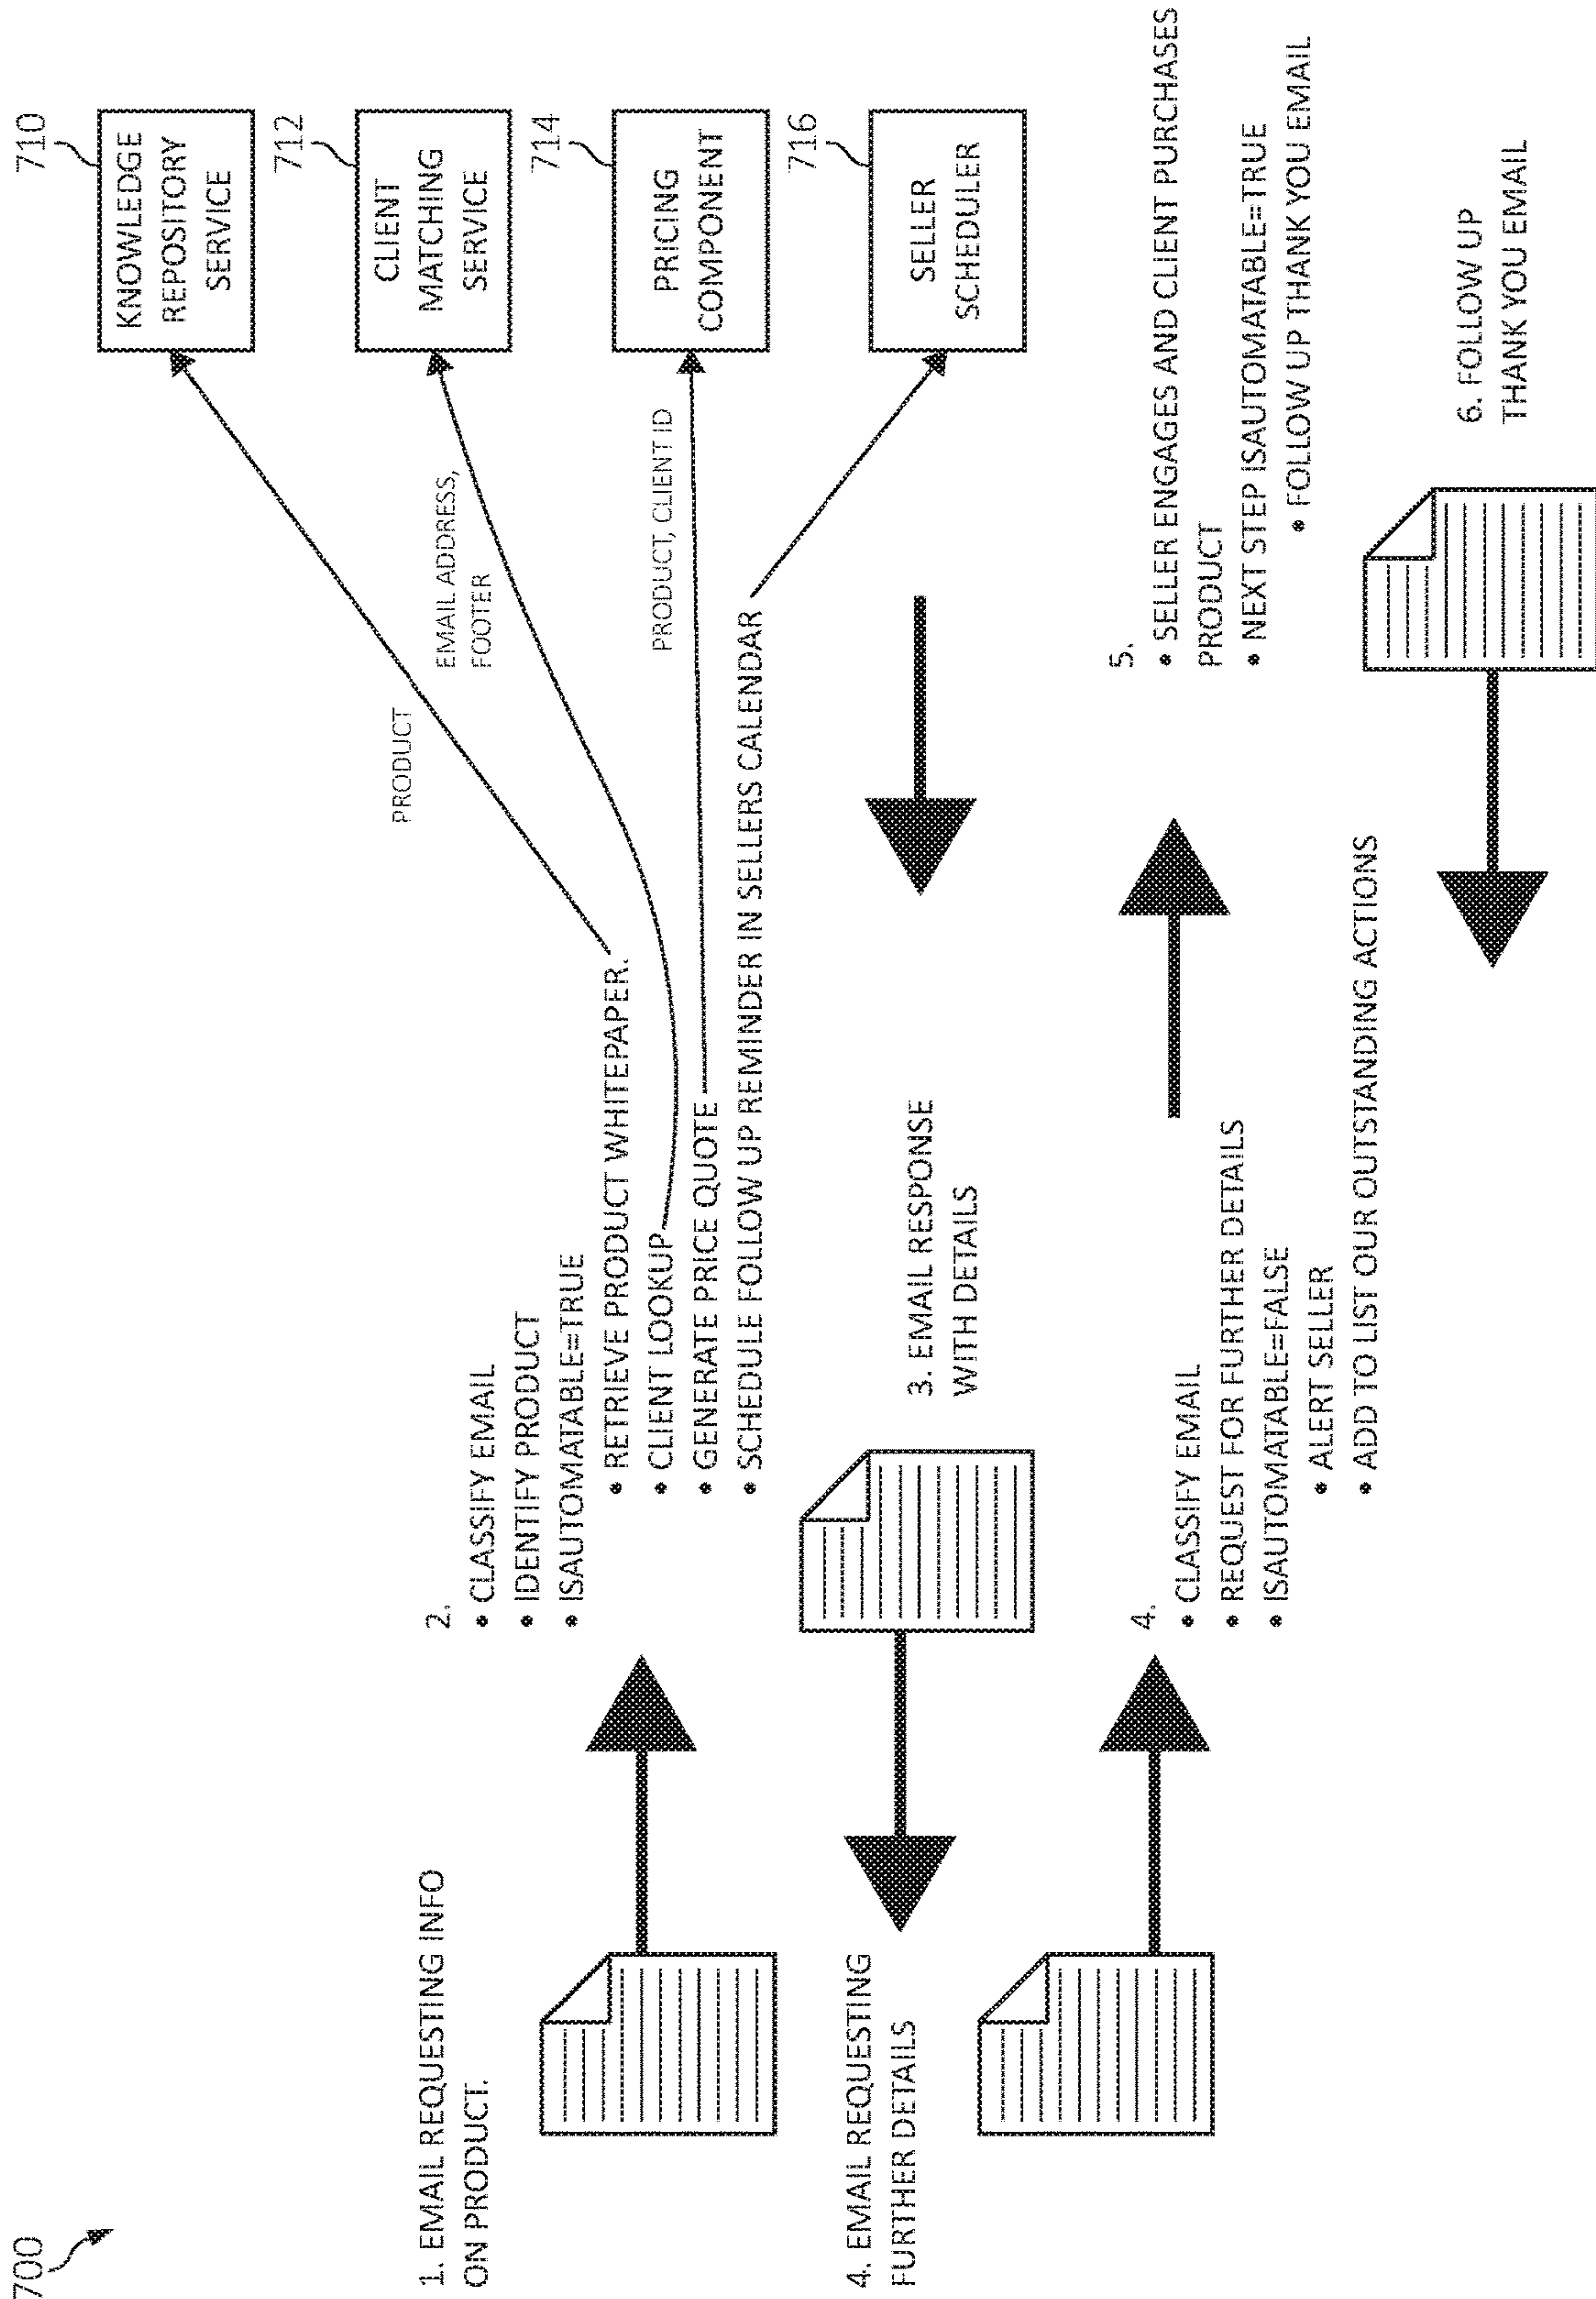 700
1. EMAIL REQUESTING INFO
ON PRODUCT.
2.
• CLASSIFY EMAIL
• IDENTIFY PRODUCT
• ISAUTOMATABLE=TRUE
• RETRIEVE PRODUCT WHITEPAPER.
• CLIENT LOOKUP
• GENERATE PRICE QUOTE
• SCHEDULE FOLLOW UP REMINDER IN SELLERS CALENDAR
PRODUCT
EMAIL ADDRESS,
FOOTER
PRODUCT, CLIENT ID
710
KNOWLEDGE
REPOSITORY
SERVICE
712
CLIENT
MATCHING
SERVICE
714
PRICING
COMPONENT
716
SELLER
SCHEDULER
3. EMAIL RESPONSE
WITH DETAILS
4. EMAIL REQUESTING
FURTHER DETAILS
4.
• CLASSIFY EMAIL
• REQUEST FOR FURTHER DETAILS
• ISAUTOMATABLE=FALSE
• ALERT SELLER
• ADD TO LIST OUR OUTSTANDING ACTIONS
5.
• SELLER ENGAGES AND CLIENT PURCHASES
PRODUCT
• NEXT STEP ISAUTOMATABLE=TRUE
• FOLLOW UP THANK YOU EMAIL
6. FOLLOW UP
THANK YOU EMAIL